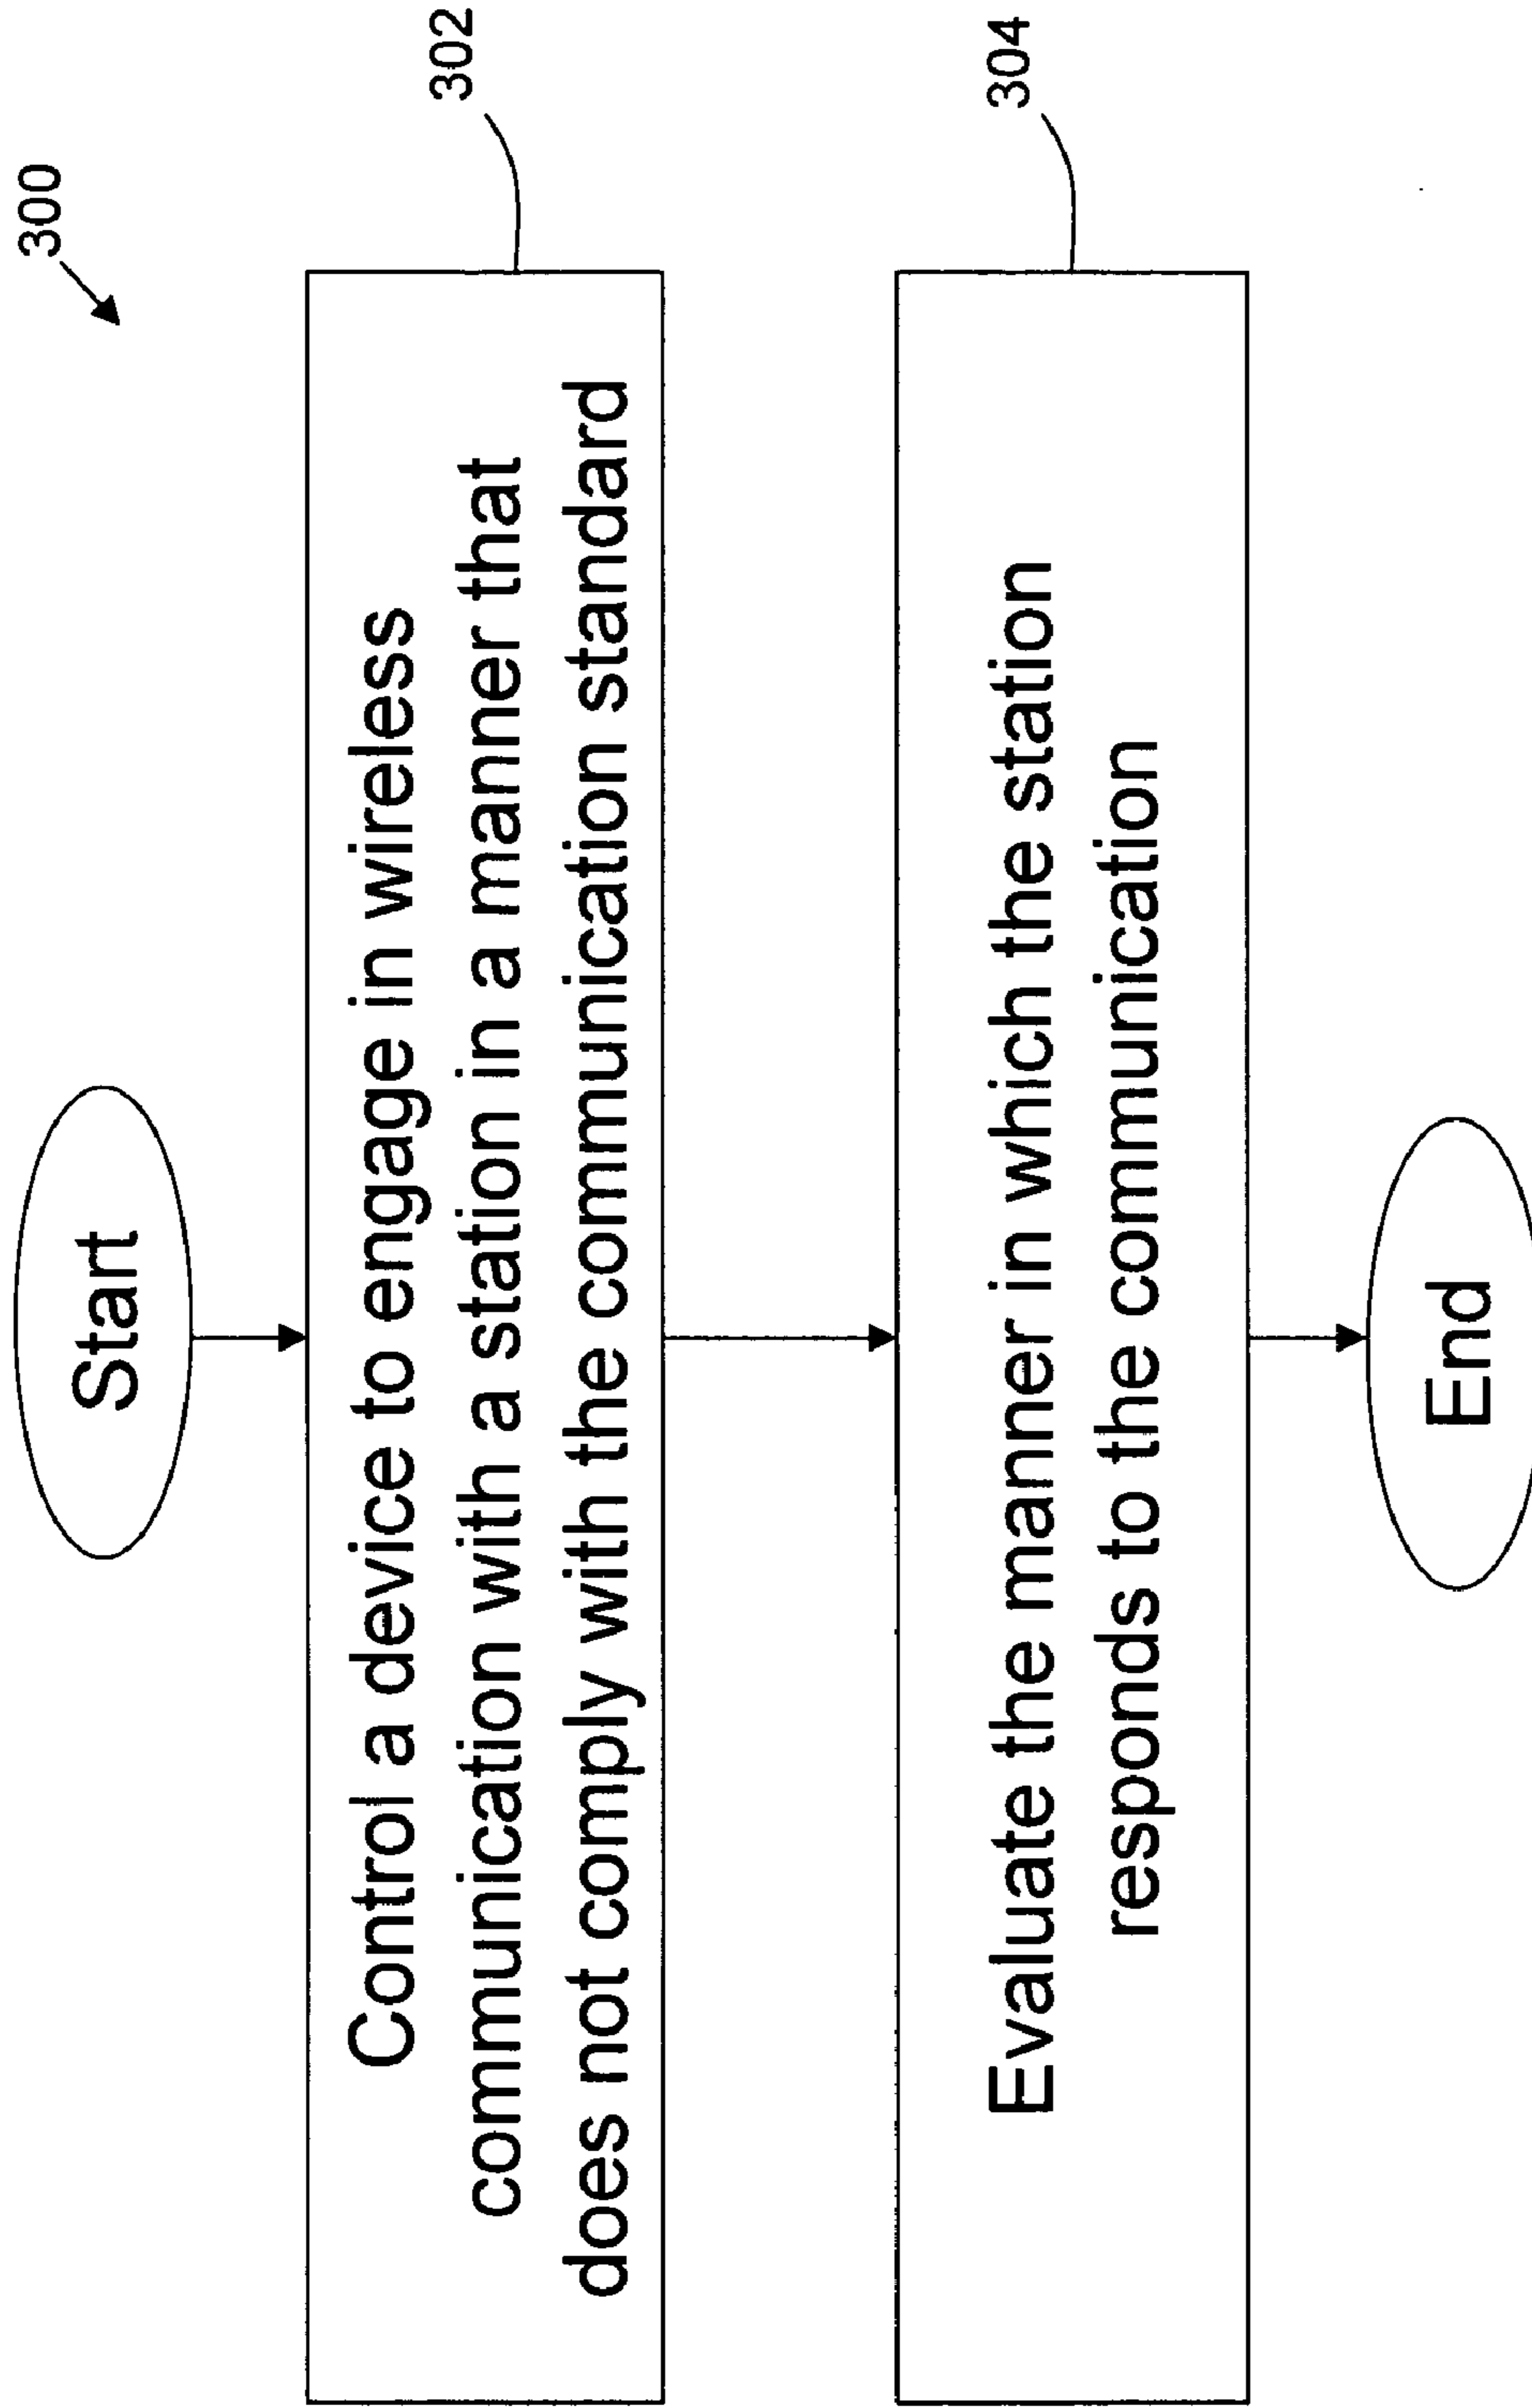 300
Start
Control a device to engage in wireless
communication with a station in a manner that
does not comply with the communication standard
302
Evaluate the manner in which the station
responds to the communication
304
End